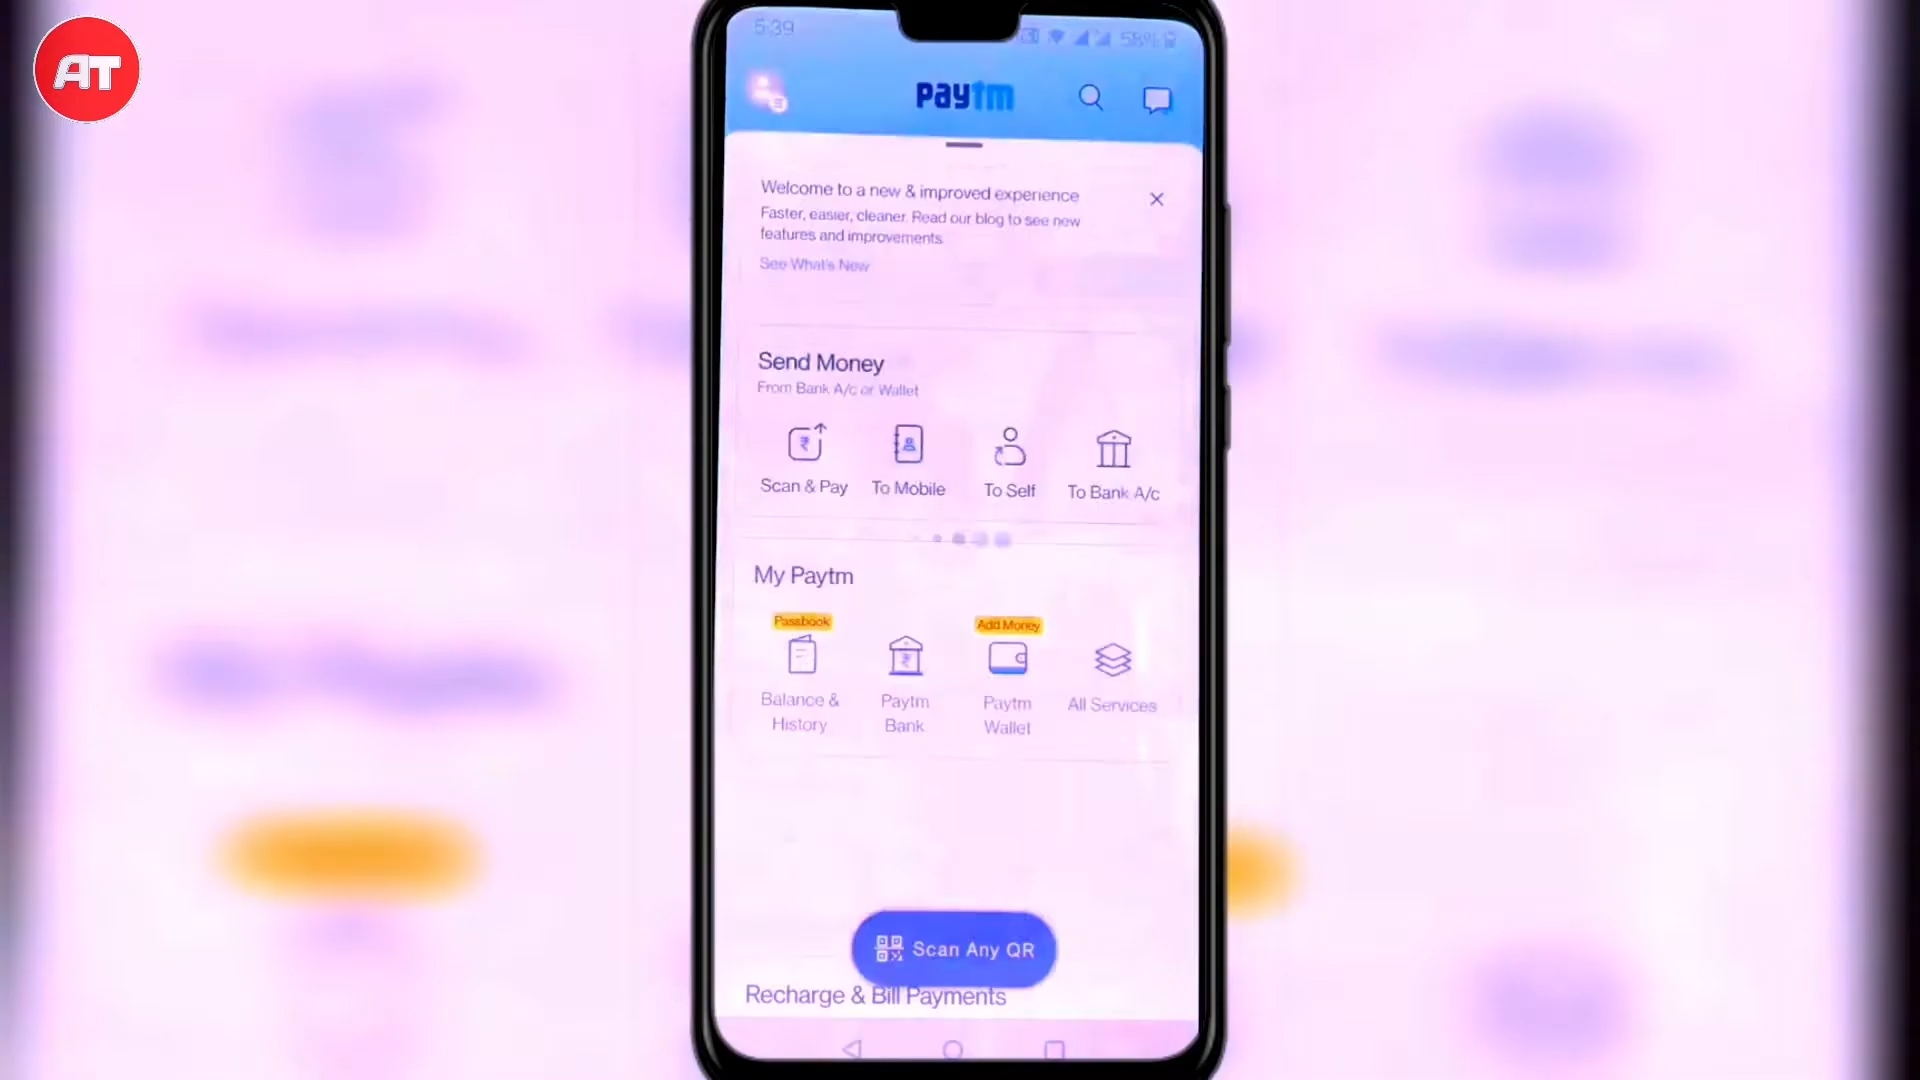 AT
5:39
58%
paytm
Welcome to a new & improved experience
Faster, easier, cleaner. Read our blog to see new
features and improvements
See What's New
Send Money
From Bank A/c or Wallet
Scan & Pay
To Mobile
To Self
To Bank A/c
My Paytm
Passbook
Add Money
Balance &
History
Paytm
Bank
Paytm
Wallet
All Services
Scan Any QR
Recharge & Bill Payments